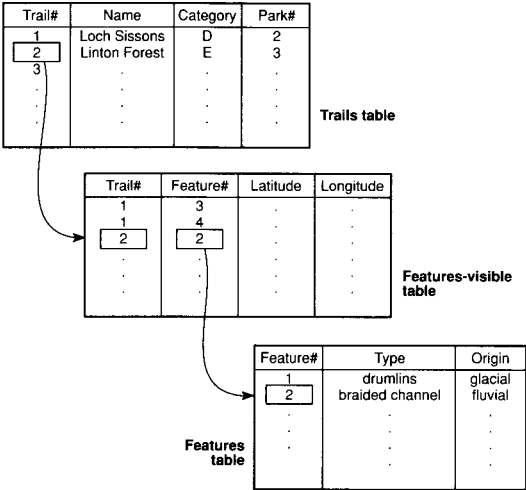 Trail# Name Category Park#
1 Loch Sissons D 2
2 Linton Forest E 3
3 . . .
Trails table
Trail# Feature# Latitude Longitude
1 3 . .
1 4 . .
2 2 . .
Features-visible
table
Feature# Type Origin
1 drumlins glacial
2 braided channel fluvial
Features
table